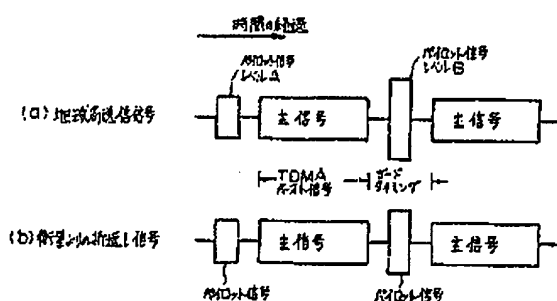 時間の経過
パイロット信号
レベルA
パイロット信号
レベルB
(a) 地球局送信信号
主信号
主信号
TDMA
バースト信号
ガード
タイミング
(b) 衛星よりの折返し信号
主信号
主信号
パイロット信号
パイロット信号